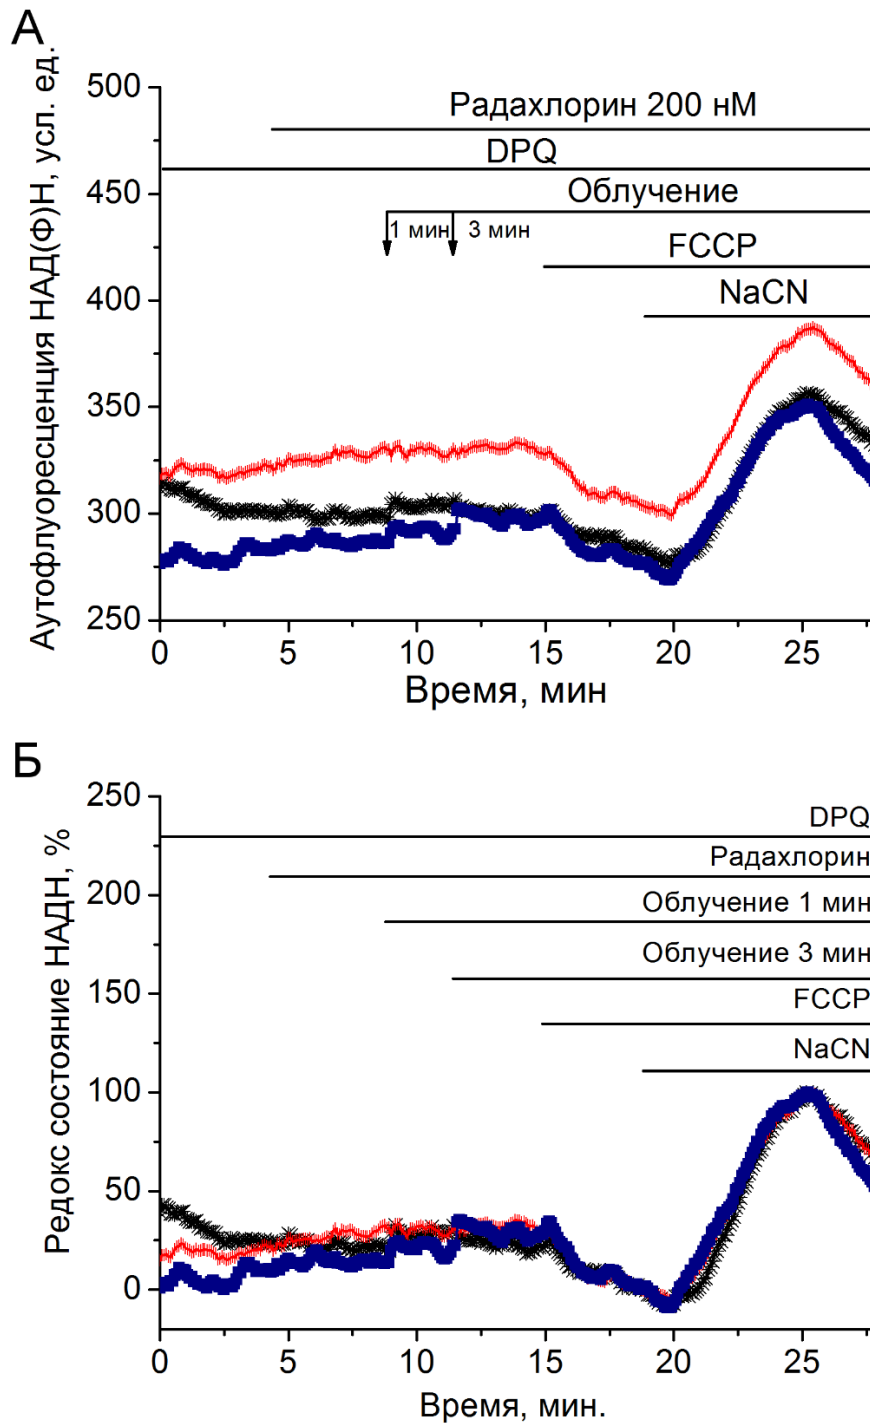 А
Аутофлуоресценция НАД(Ф)Н, усл. ед.
500
450
400
350
300
250
Радахлорин 200 нМ
DPQ
Облучение
1 мин
3 мин
FCCP
NaCN
0
5
10
15
20
25
Время, мин
Б
Редокс состояние НАДН, %
250
200
150
100
50
0
DPQ
Радахлорин
Облучение 1 мин
Облучение 3 мин
FCCP
NaCN
0
5
10
15
20
25
Время, мин.